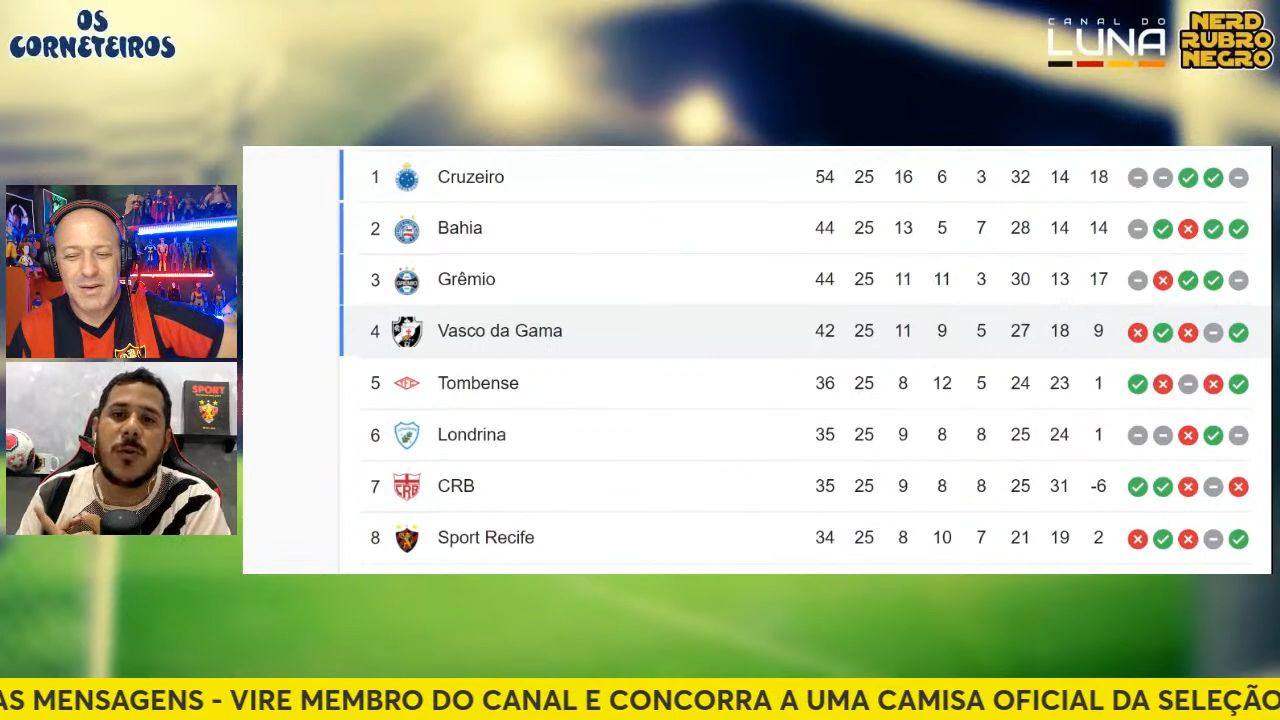 OS
CORNETEIROS
CANAL DO
LUNA
NERD
RUBRO
NEGRO
1 Cruzeiro 54 25 16 6 3 32 14 18
2 Bahia 44 25 13 5 7 28 14 14
3 Grêmio 44 25 11 11 3 30 13 17
4 Vasco da Gama 42 25 11 9 5 27 18 9
5 Tombense 36 25 8 12 5 24 23 1
6 Londrina 35 25 9 8 8 25 24 1
7 CRB 35 25 9 8 8 25 31 -6
8 Sport Recife 34 25 8 10 7 21 19 2
SPORT
CRB
AS MENSAGENS - VIRE MEMBRO DO CANAL E CONCORRA A UMA CAMISA OFICIAL DA SELEÇÃO